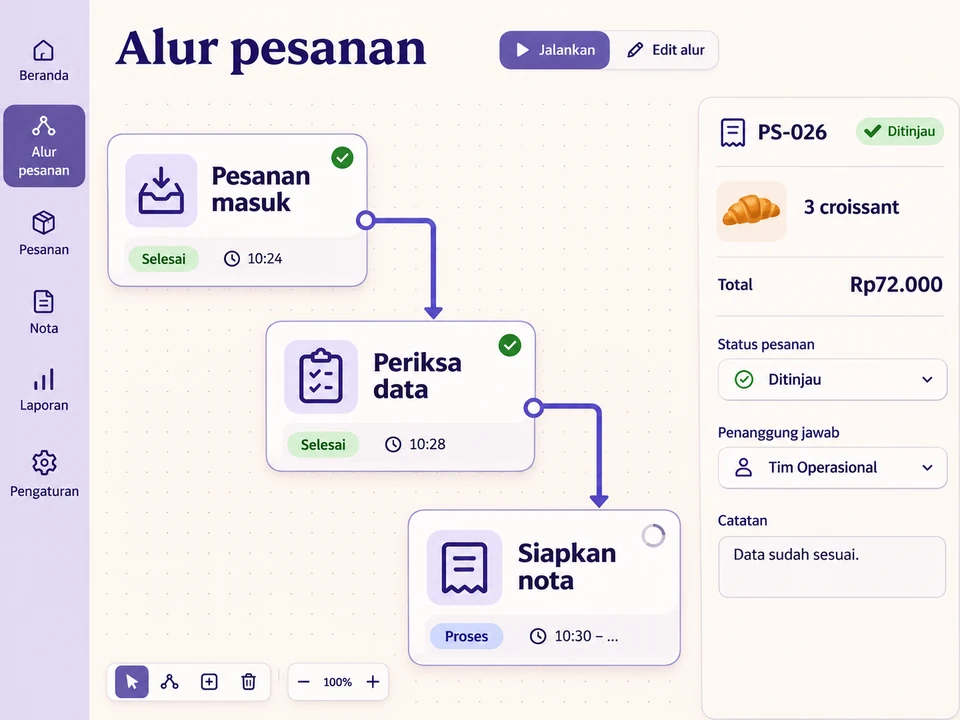 Beranda
Alur
pesanan
Pesanan
Nota
Laporan
Pengaturan
Alur pesanan
Jalankan
Edit alur
Pesanan
masuk
Selesai
10:24
Periksa
data
Selesai
10:28
Siapkan
nota
Proses
10:30 – ...
100%
PS-026
Ditinjau
3 croissant
Total
Rp72.000
Status pesanan
Ditinjau
Penanggung jawab
Tim Operasional
Catatan
Data sudah sesuai.